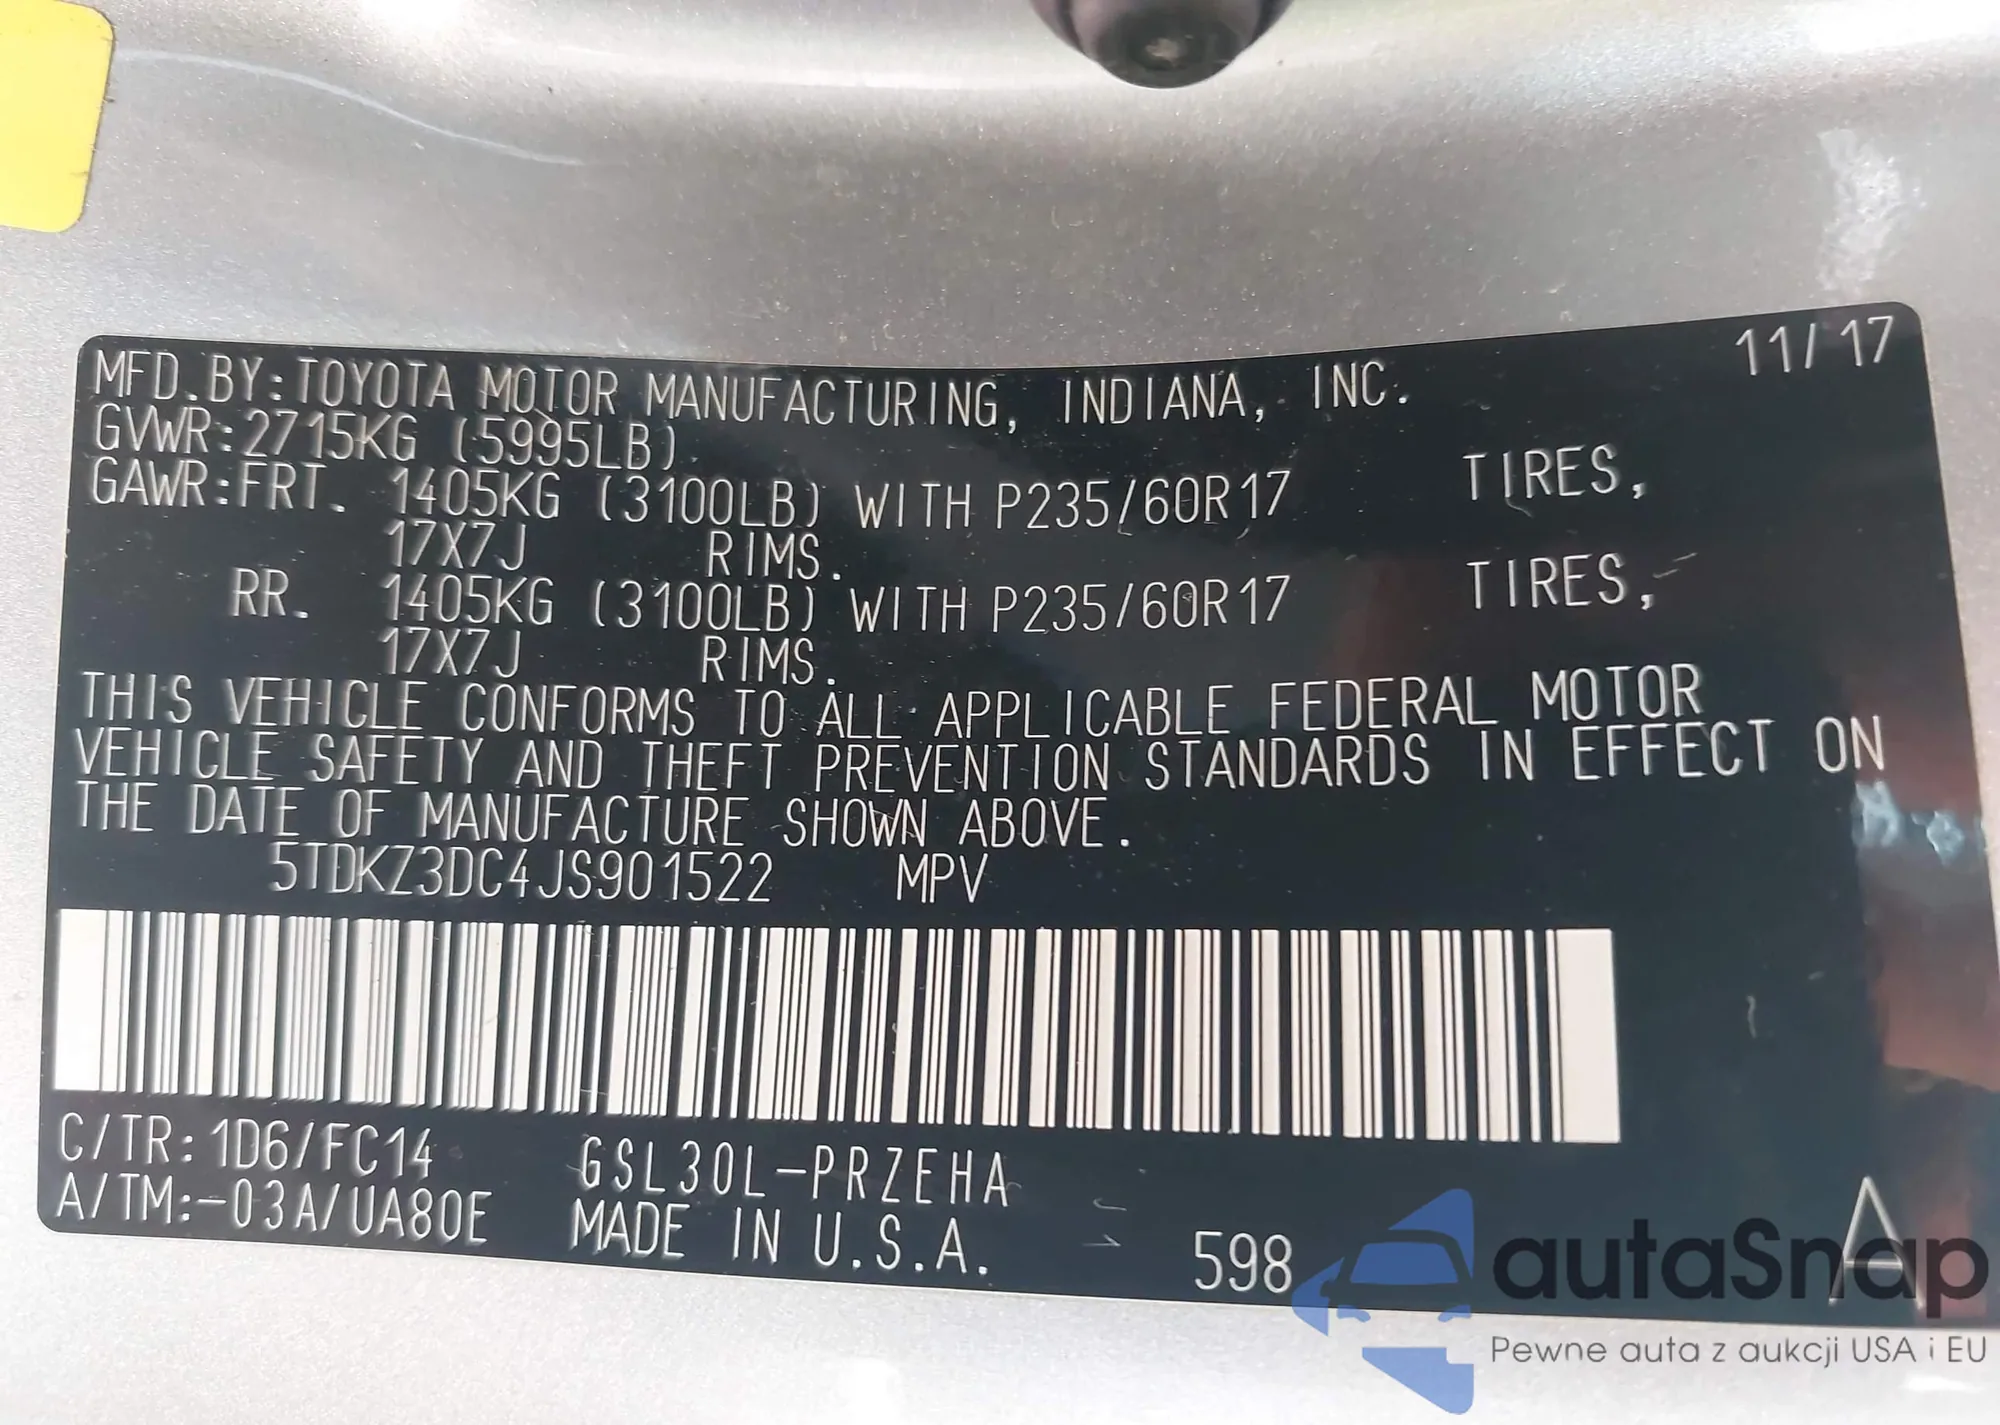 11/17
MFD.BY:TOYOTA MOTOR MANUFACTURING, INDIANA, INC.
GVWR:2715KG (5995LB)
GAWR:FRT. 1405KG (3100LB) WITH P235/60R17 TIRES,
17X7J RIMS.
RR. 1405KG (3100LB) WITH P235/60R17 TIRES,
17X7J RIMS.
THIS VEHICLE CONFORMS TO ALL APPLICABLE FEDERAL MOTOR
VEHICLE SAFETY AND THEFT PREVENTION STANDARDS IN EFFECT ON
THE DATE OF MANUFACTURE SHOWN ABOVE.
5TDKZ3DC4JS901522 MPV
C/TR:1D6/FC14 GSL30L-PRZEHA
A/TM:-03A/UA80E MADE IN U.S.A. 598 A
autaSnap
Pewne auta z aukcji USA i EU